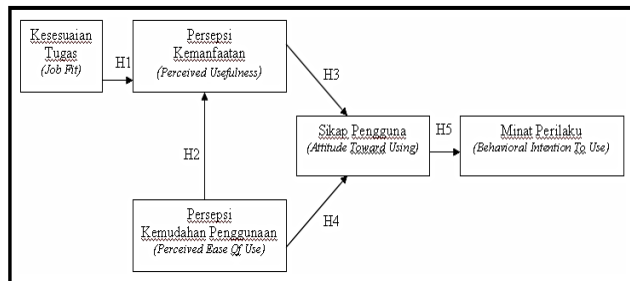 Kesesuaian
Tugas
(Job Fit)
H1
Persepsi
Kemanfaatan
(Perceived Usefulness)
H3
H2
Sikap Pengguna
(Attitude Toward Using)
H5
Minat Perilaku
(Behavioral Intention To Use)
Persepsi
Kemudahan Penggunaan
(Perceived Ease Of Use)
H4